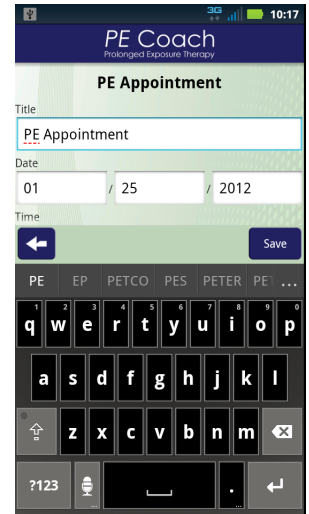 3G 10:17
PE Coach
Prolonged Exposure Therapy
PE Appointment
Title
PE Appointment
Date
01 / 25 / 2012
Time
Save
PE EP PETCO PES PETER PET ...
1 2 3 4 5 6 7 8 9 0
q w e r t y u i o p
a s d f g h j k l
z x c v b n m
?123 ... . ...